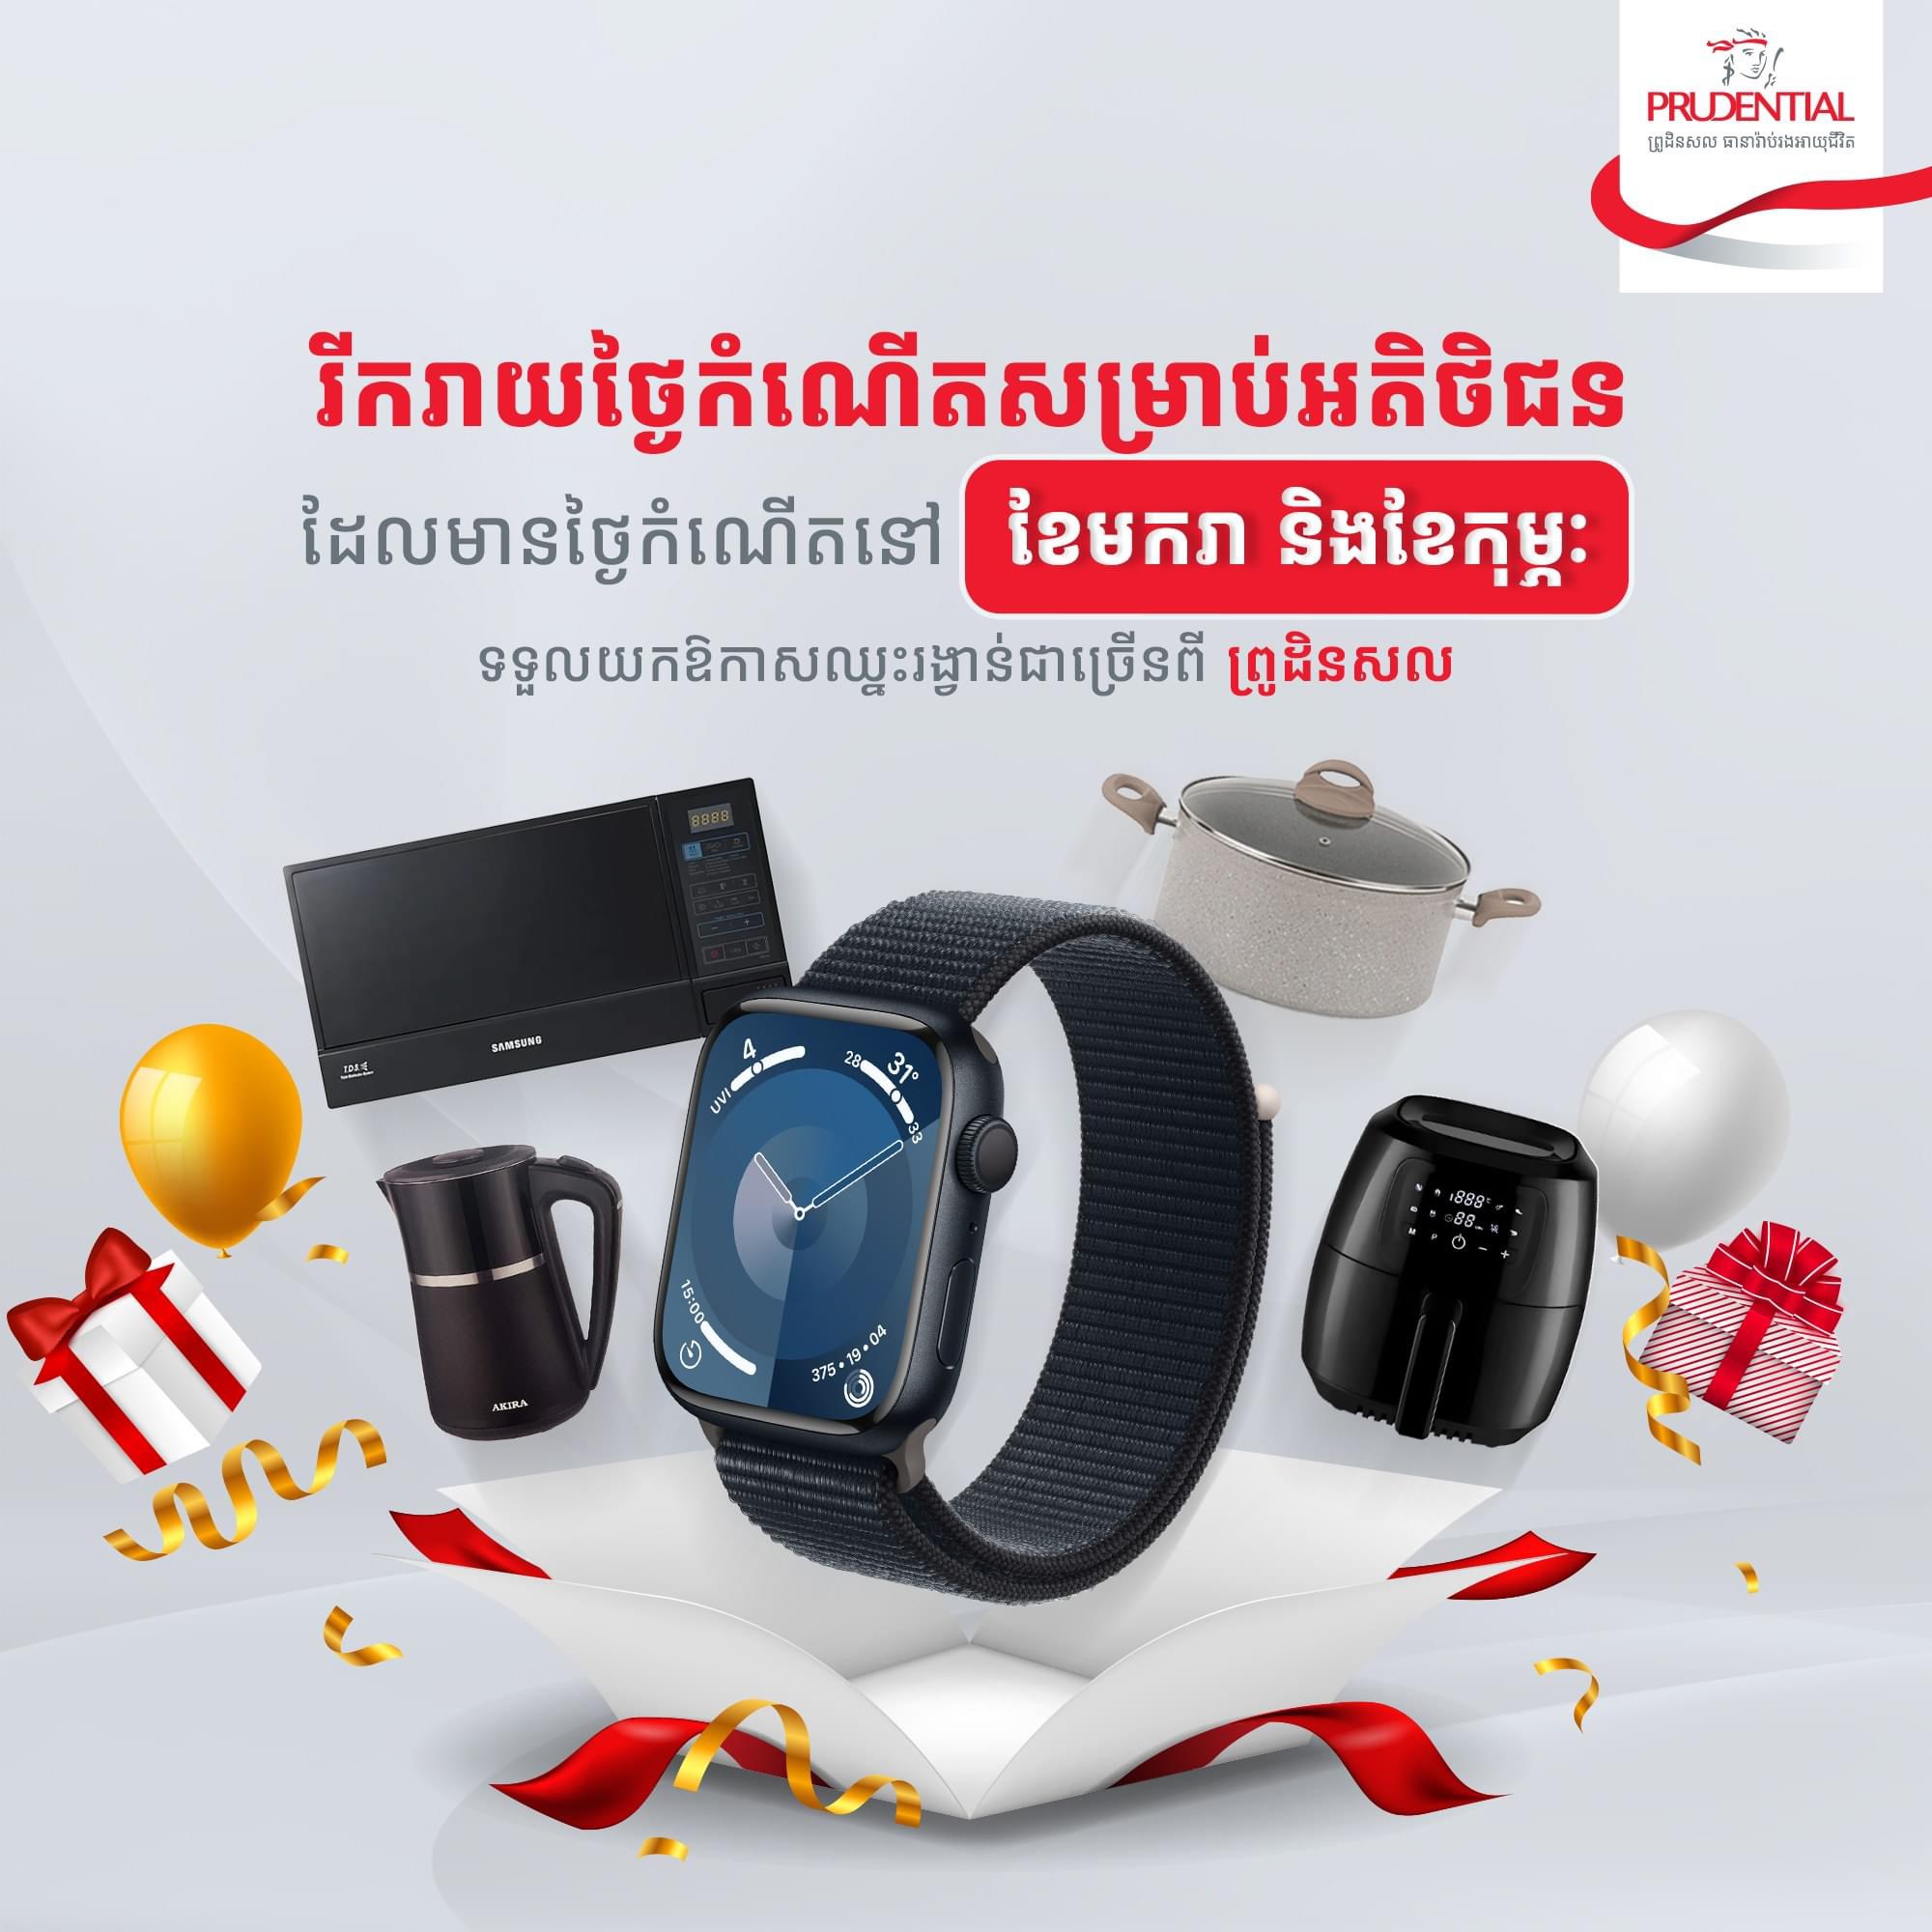 PRUDENTIAL
ព្រូដិនសល ធានារ៉ាប់រងអាយុជីវិត
រីករាយថ្ងៃកំណើតសម្រាប់អតិថិជន
ដែលមានថ្ងៃកំណើតនៅ ខែមករា និងខែកុម្ភៈ
ទទួលយកឱកាសឈ្នះរង្វាន់ជាច្រើនពី ព្រូដិនសល
8888
SAMSUNG
T.D.S.
4
UVI
28
31°
33
15:00
375 • 19 • 04
AKIRA
1888
88
M P